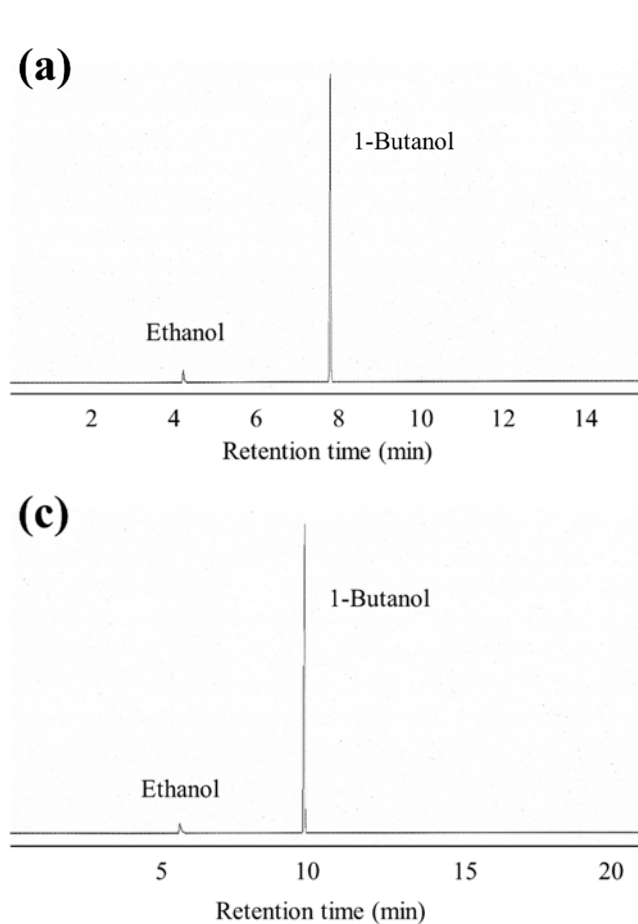 (a)
1-Butanol
Ethanol
2 4 6 8 10 12 14
Retention time (min)
(c)
1-Butanol
Ethanol
5 10 15 20
Retention time (min)